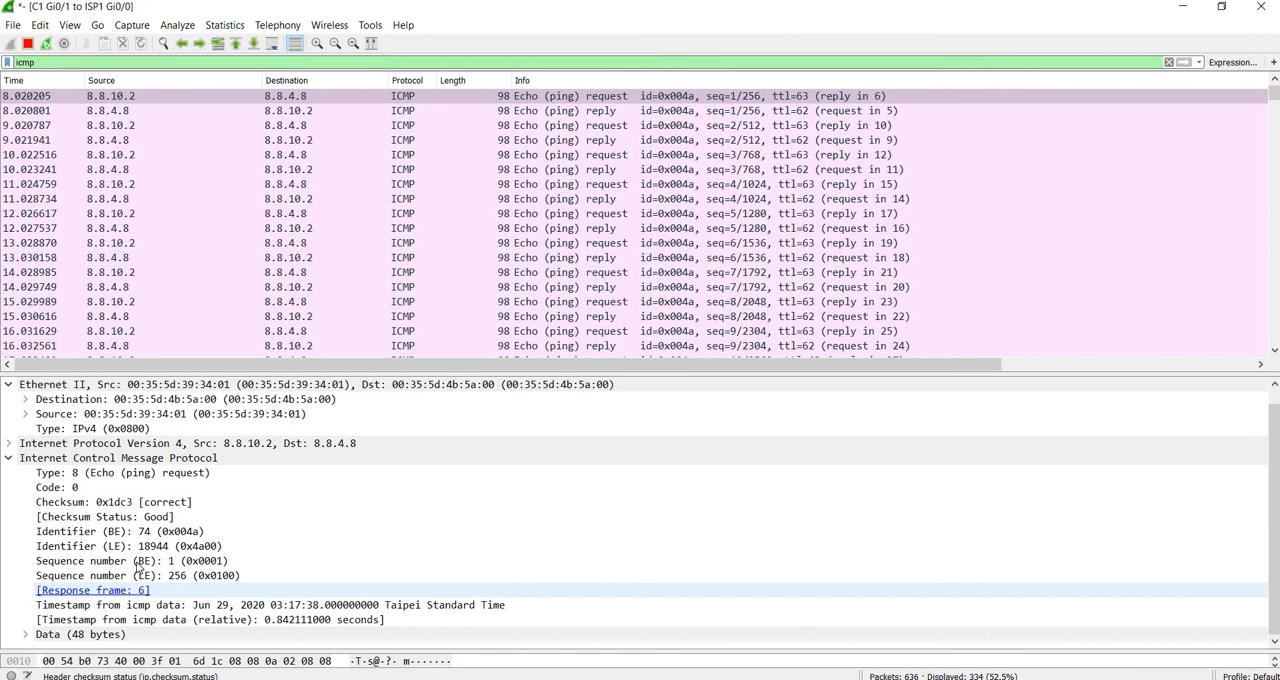 *- [C1 Gi0/1 to ISP1 Gi0/0]
File Edit View Go Capture Analyze Statistics Telephony Wireless Tools Help
icmp Expression... +
Time Source Destination Protocol Length Info
8.020205 8.8.10.2 8.8.4.8 ICMP 98 Echo (ping) request id=0x004a, seq=1/256, ttl=63 (reply in 6)
8.020801 8.8.4.8 8.8.10.2 ICMP 98 Echo (ping) reply id=0x004a, seq=1/256, ttl=62 (request in 5)
9.020787 8.8.10.2 8.8.4.8 ICMP 98 Echo (ping) request id=0x004a, seq=2/512, ttl=63 (reply in 10)
9.021941 8.8.4.8 8.8.10.2 ICMP 98 Echo (ping) reply id=0x004a, seq=2/512, ttl=62 (request in 9)
10.022516 8.8.10.2 8.8.4.8 ICMP 98 Echo (ping) request id=0x004a, seq=3/768, ttl=63 (reply in 12)
10.023241 8.8.4.8 8.8.10.2 ICMP 98 Echo (ping) reply id=0x004a, seq=3/768, ttl=62 (request in 11)
11.024759 8.8.10.2 8.8.4.8 ICMP 98 Echo (ping) request id=0x004a, seq=4/1024, ttl=63 (reply in 15)
11.028734 8.8.4.8 8.8.10.2 ICMP 98 Echo (ping) reply id=0x004a, seq=4/1024, ttl=62 (request in 14)
12.026617 8.8.10.2 8.8.4.8 ICMP 98 Echo (ping) request id=0x004a, seq=5/1280, ttl=63 (reply in 17)
12.027537 8.8.4.8 8.8.10.2 ICMP 98 Echo (ping) reply id=0x004a, seq=5/1280, ttl=62 (request in 16)
13.028870 8.8.10.2 8.8.4.8 ICMP 98 Echo (ping) request id=0x004a, seq=6/1536, ttl=63 (reply in 19)
13.030158 8.8.4.8 8.8.10.2 ICMP 98 Echo (ping) reply id=0x004a, seq=6/1536, ttl=62 (request in 18)
14.028985 8.8.10.2 8.8.4.8 ICMP 98 Echo (ping) request id=0x004a, seq=7/1792, ttl=63 (reply in 21)
14.029749 8.8.4.8 8.8.10.2 ICMP 98 Echo (ping) reply id=0x004a, seq=7/1792, ttl=62 (request in 20)
15.029989 8.8.10.2 8.8.4.8 ICMP 98 Echo (ping) request id=0x004a, seq=8/2048, ttl=63 (reply in 23)
15.030616 8.8.4.8 8.8.10.2 ICMP 98 Echo (ping) reply id=0x004a, seq=8/2048, ttl=62 (request in 22)
16.031629 8.8.10.2 8.8.4.8 ICMP 98 Echo (ping) request id=0x004a, seq=9/2304, ttl=63 (reply in 25)
16.032561 8.8.4.8 8.8.10.2 ICMP 98 Echo (ping) reply id=0x004a, seq=9/2304, ttl=62 (request in 24)
Ethernet II, Src: 00:35:5d:39:34:01 (00:35:5d:39:34:01), Dst: 00:35:5d:4b:5a:00 (00:35:5d:4b:5a:00)
Destination: 00:35:5d:4b:5a:00 (00:35:5d:4b:5a:00)
Source: 00:35:5d:39:34:01 (00:35:5d:39:34:01)
Type: IPv4 (0x0800)
Internet Protocol Version 4, Src: 8.8.10.2, Dst: 8.8.4.8
Internet Control Message Protocol
Type: 8 (Echo (ping) request)
Code: 0
Checksum: 0x1dc3 [correct]
[Checksum Status: Good]
Identifier (BE): 74 (0x004a)
Identifier (LE): 18944 (0x4a00)
Sequence number (BE): 1 (0x0001)
Sequence number (LE): 256 (0x0100)
[Response frame: 6]
Timestamp from icmp data: Jun 29, 2020 03:17:38.000000000 Taipei Standard Time
[Timestamp from icmp data (relative): 0.842111000 seconds]
Data (48 bytes)
0010 00 54 b0 73 40 00 3f 01 6d 1c 08 08 0a 02 08 08 ·T·s@·?· m·······
Header checksum status (ip.checksum.status) Packets: 636 · Displayed: 334 (52.5%) Profile: Default